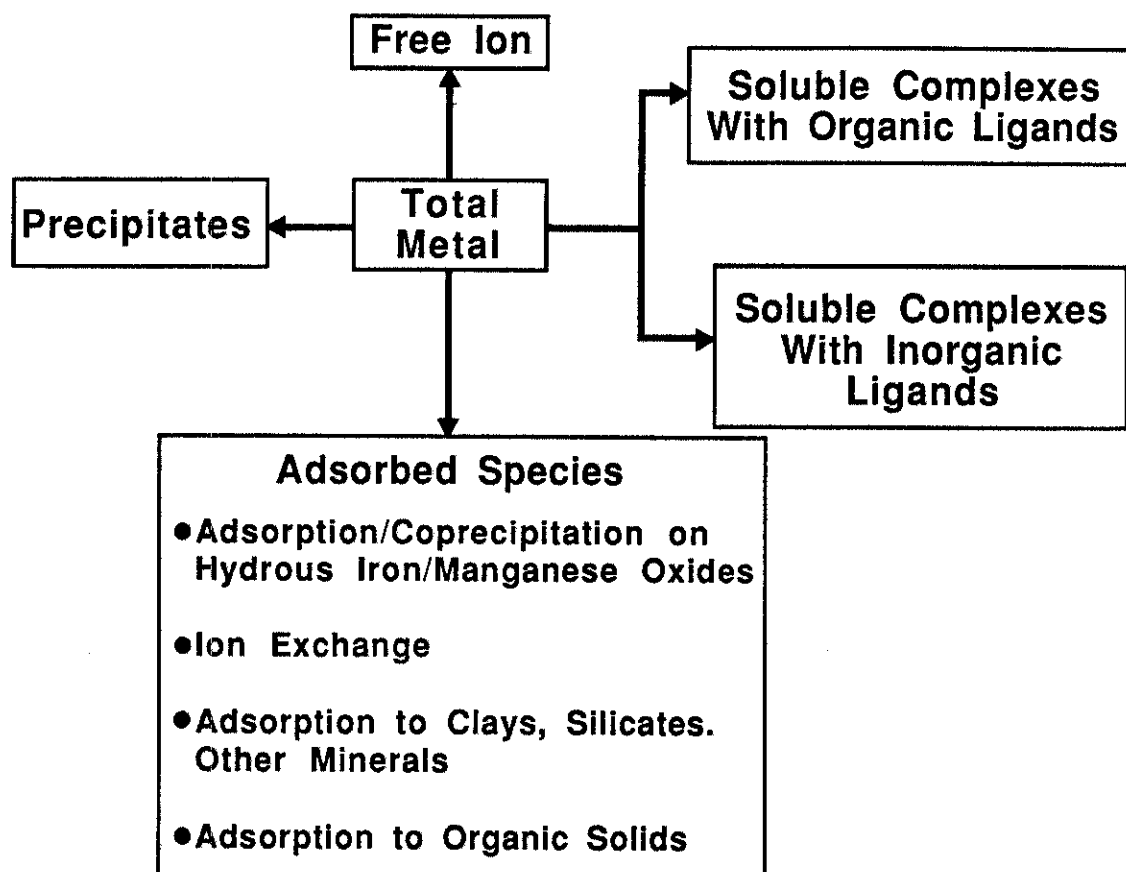 Free Ion
Soluble Complexes
With Organic Ligands
Precipitates
Total
Metal
Soluble Complexes
With Inorganic
Ligands
Adsorbed Species
●Adsorption/Coprecipitation on
Hydrous Iron/Manganese Oxides
●Ion Exchange
●Adsorption to Clays, Silicates.
Other Minerals
●Adsorption to Organic Solids